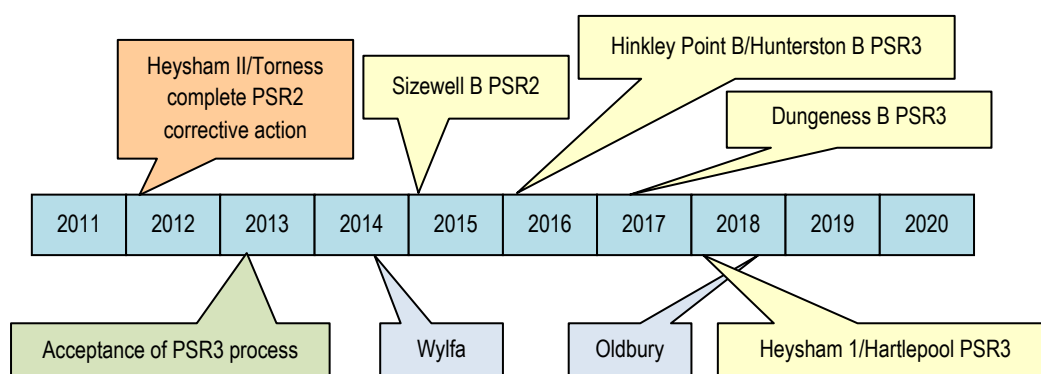 Heysham II/Torness
complete PSR2
corrective action
Sizewell B PSR2
Hinkley Point B/Hunterston B PSR3
Dungeness B PSR3
2011 2012 2013 2014 2015 2016 2017 2018 2019 2020
Acceptance of PSR3 process
Wylfa
Oldbury
Heysham 1/Hartlepool PSR3